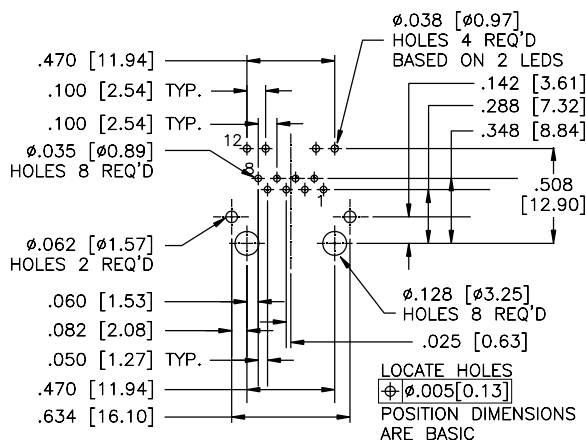 ø.038 [ø0.97]
HOLES 4 REQ'D
BASED ON 2 LEDS
.470 [11.94]
.100 [2.54] TYP.
.100 [2.54] TYP.
.142 [3.61]
.288 [7.32]
.348 [8.84]
12
ø.035 [ø0.89]
HOLES 8 REQ'D
8
1
.508
[12.90]
ø.062 [ø1.57]
HOLES 2 REQ'D
ø.128 [ø3.25]
HOLES 8 REQ'D
.060 [1.53]
.082 [2.08]
.025 [0.63]
.050 [1.27] TYP.
.470 [11.94]
.634 [16.10]
LOCATE HOLES
⌖ ø.005[0.13]
POSITION DIMENSIONS
ARE BASIC